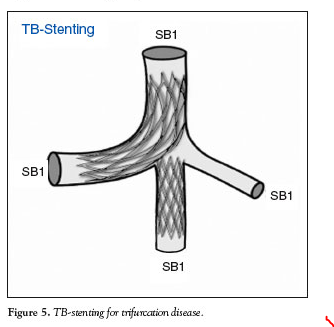 TB-Stenting
SB1
SB1
SB1
SB1
Figure 5. TB-stenting for trifurcation disease.